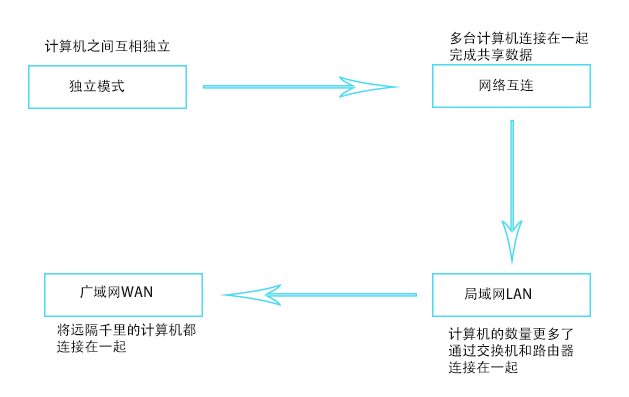 计算机之间互相独立
独立模式
多台计算机连接在一起
完成共享数据
网络互连
广域网WAN
将远隔千里的计算机都
连接在一起
局域网LAN
计算机的数量更多了
通过交换机和路由器
连接在一起